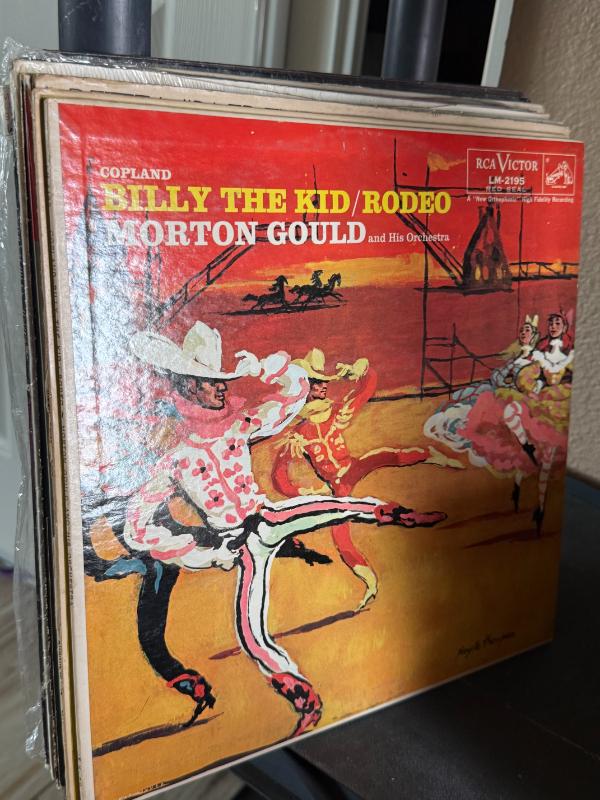 COPLAND
BILLY THE KID/RODEO
MORTON GOULD and His Orchestra
RCA VICTOR
LM-2195
RED SEAL
A "New Orthophonic" High Fidelity Recording